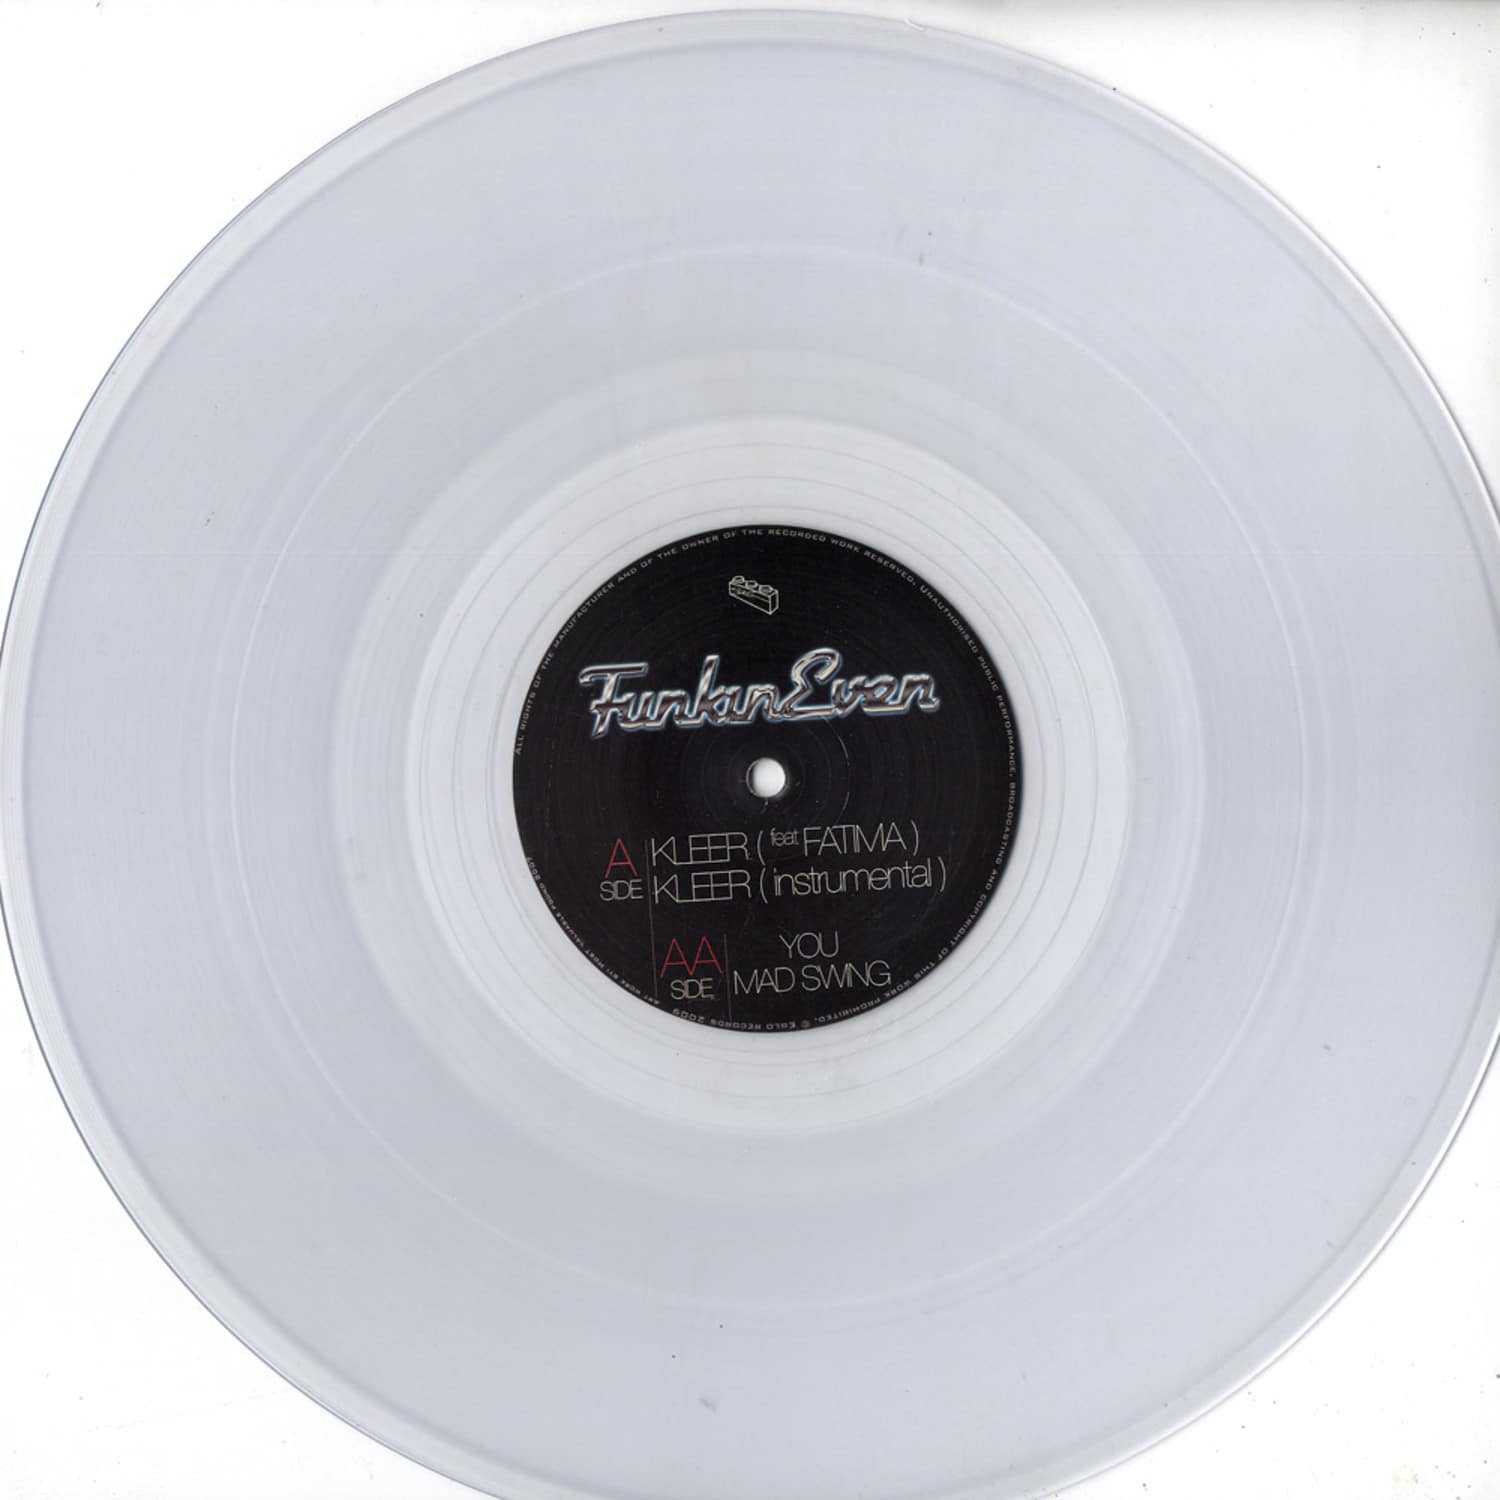 ALL RIGHTS OF THE MANUFACTURER AND OF THE OWNER OF THE RECORDED WORK RESERVED. UNAUTHORISED PUBLIC PERFORMANCE, BROADCASTING AND COPYRIGHT OF THIS WORK PROHIBITED. © EGLO RECORDS 2009
FunkinEven
A SIDE
KLEER (feat FATIMA)
KLEER (instrumental)
AA SIDE
YOU
MAD SWING